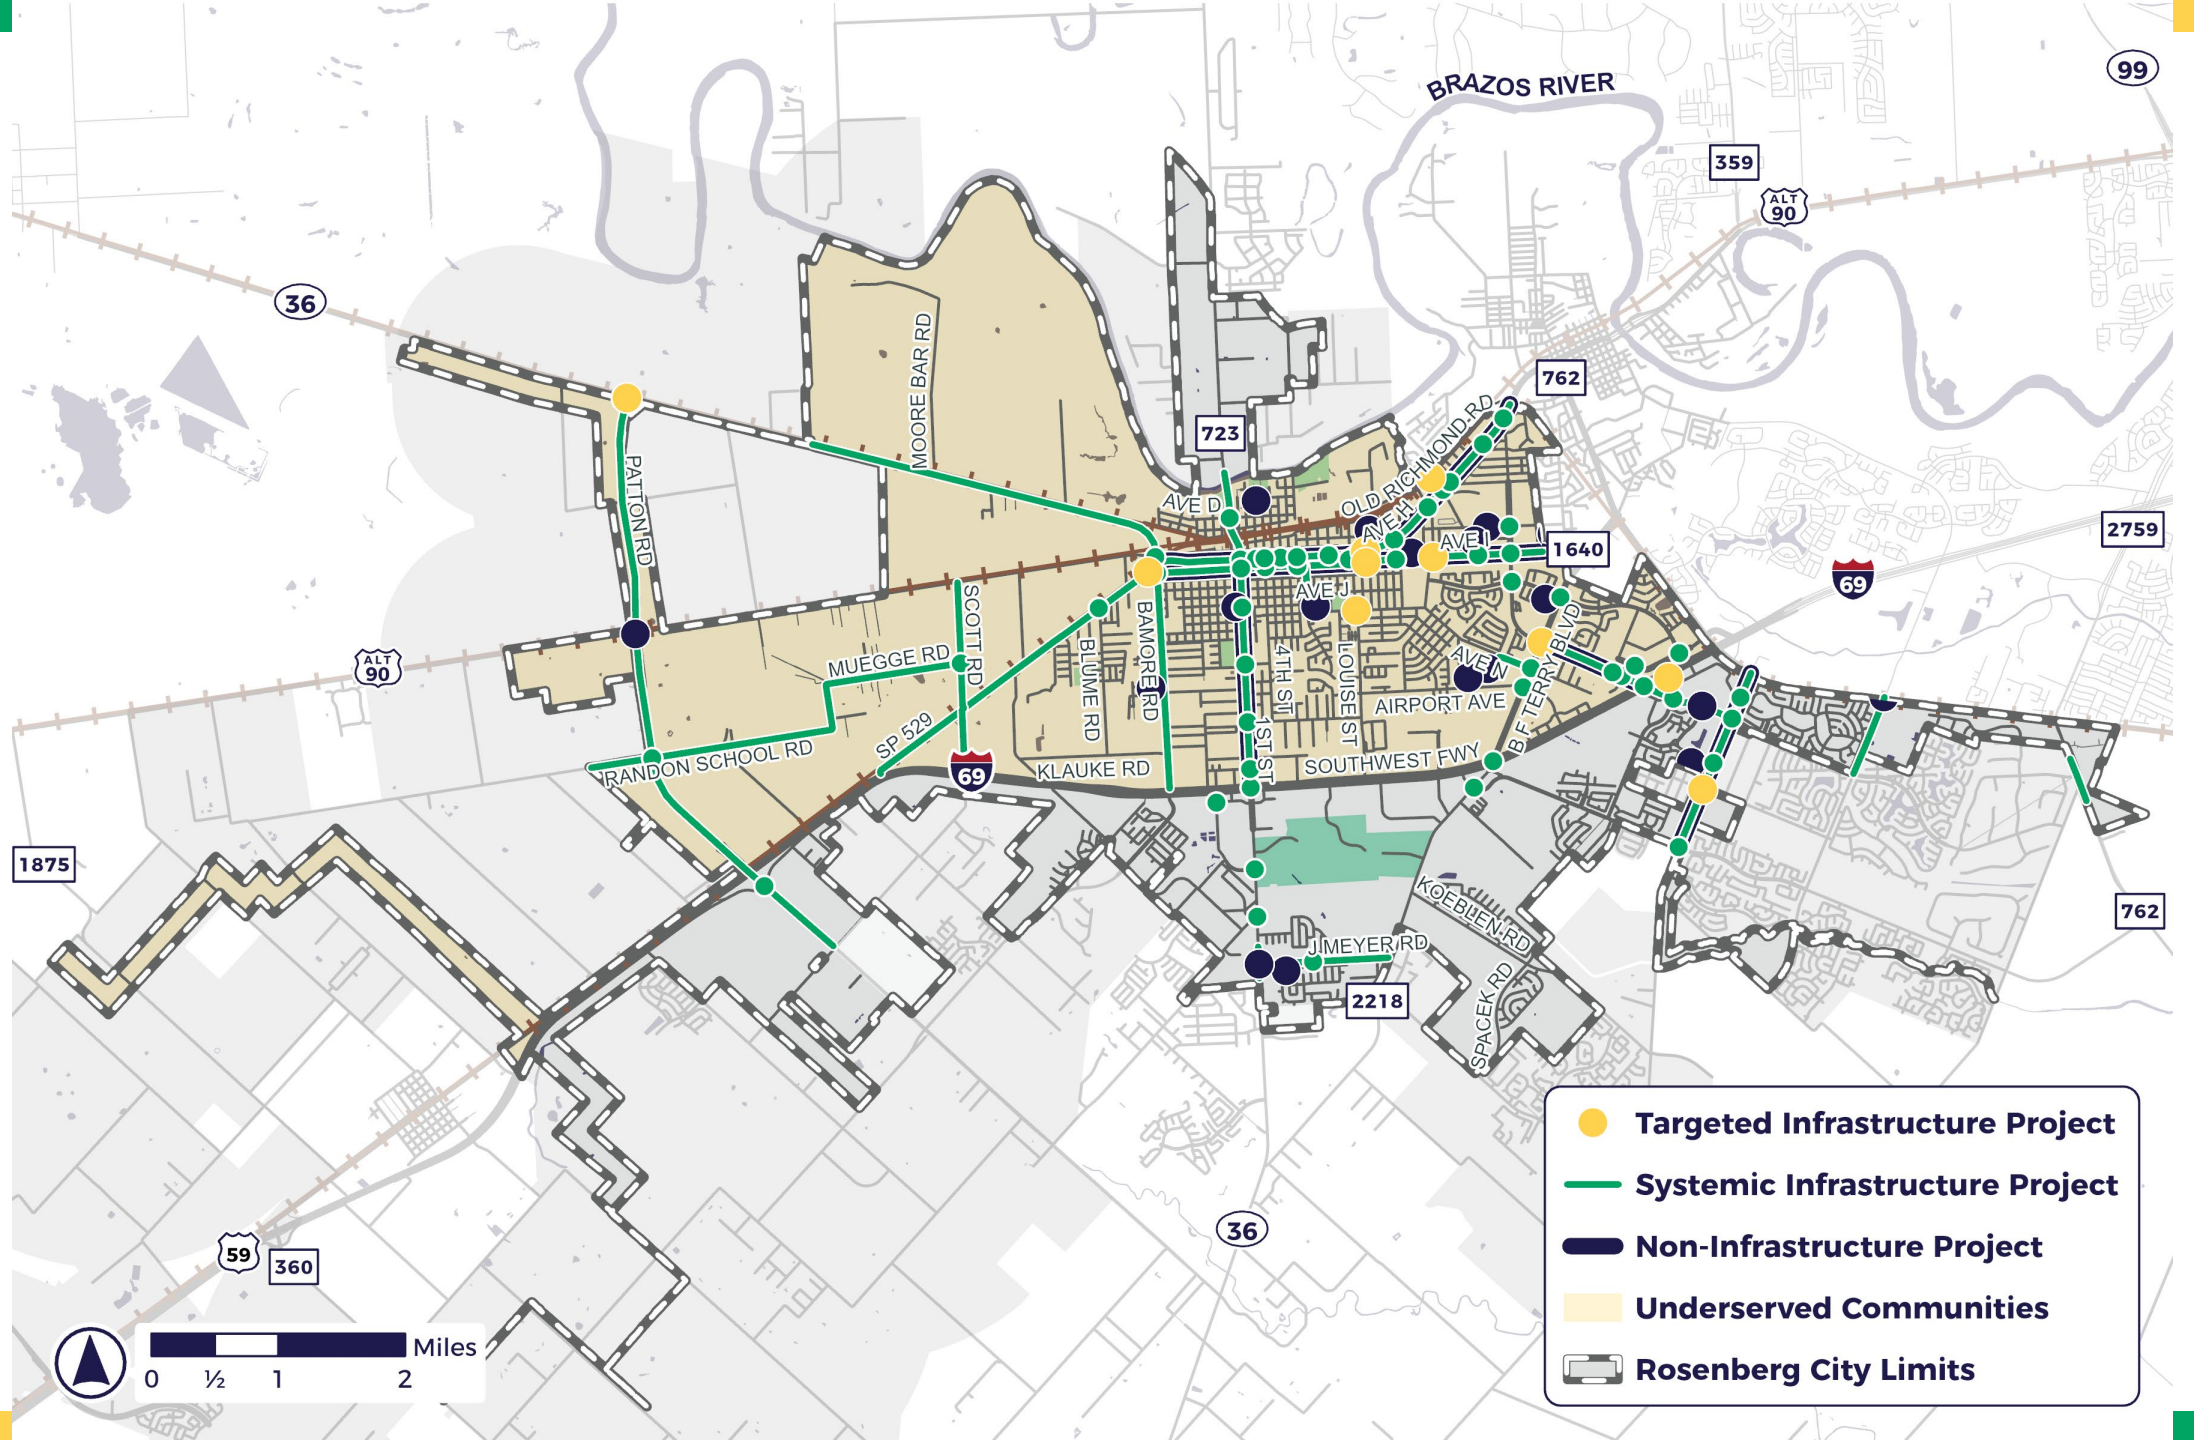 BRAZOS RIVER
99
359
ALT
90
36
762
723
MOORE BAR RD
OLD RICHMOND RD
AVE D
AVE H
PATTON RD
AVE I
1640
2759
69
AVE J
SCOTT RD
BAMORE RD
BLUME RD
MUEGGE RD
4TH ST
LOUISE ST
AVE N
B F TERRY BLVD
ALT
90
AIRPORT AVE
SP 529
1ST ST
RANDON SCHOOL RD
69
KLAUKE RD
SOUTHWEST FWY
1875
KOEBLEN RD
762
J MEYER RD
2218
SPACEK RD
36
59
360
Targeted Infrastructure Project
Systemic Infrastructure Project
Non-Infrastructure Project
Underserved Communities
Rosenberg City Limits
Miles
0 ½ 1 2